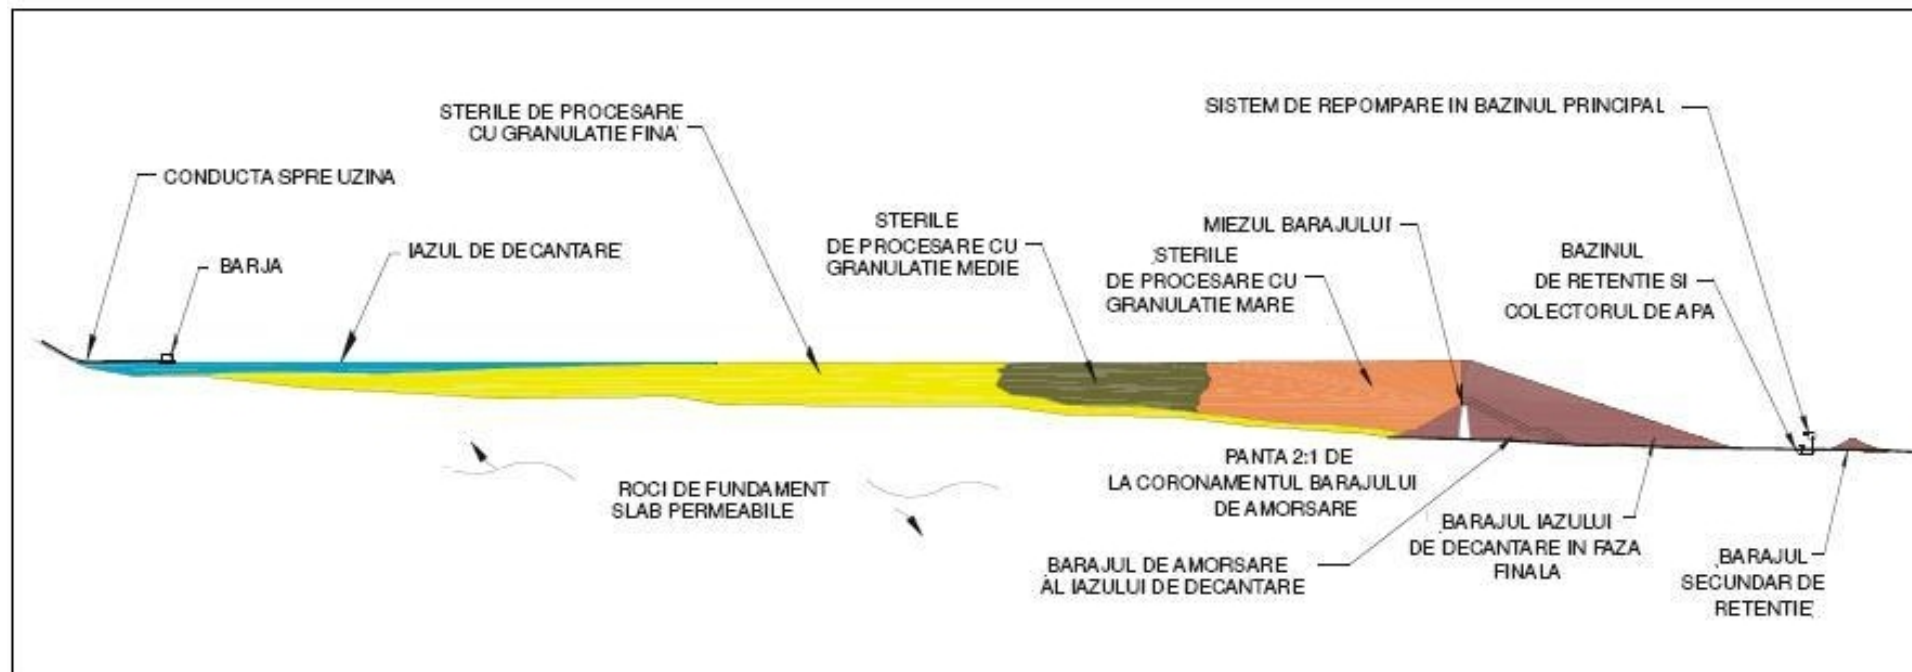 STERILE DE PROCESARE
CU GRANULATIE FINA
SISTEM DE REPOMPARE IN BAZINUL PRINCIPAL
CONDUCTA SPRE UZINA
BARJA
IAZUL DE DECANTARE
STERILE
DE PROCESARE CU
GRANULATIE MEDIE
MIEZUL BARAJULUI
STERILE
DE PROCESARE CU
GRANULATIE MARE
BAZINUL
DE RETENTIE SI
COLECTORUL DE APA
ROCI DE FUNDAMENT
SLAB PERMEABILE
PANTA 2:1 DE
LA CORONAMENTUL BARAJULUI
DE AMORSARE
BARAJUL DE AMORSARE
AL IAZULUI DE DECANTARE
BARAJUL IAZULUI
DE DECANTARE IN FAZA
FINALA
BARAJUL
SECUNDAR DE
RETENTIE